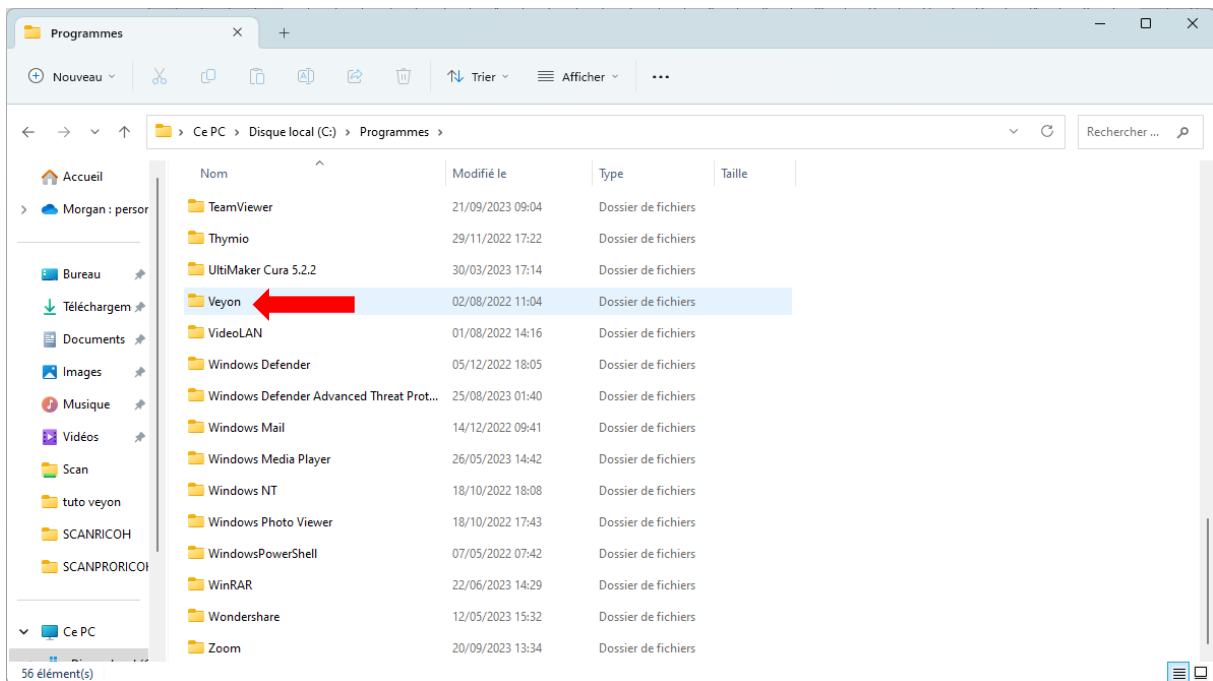 Programmes
Nouveau
Trier
Afficher
Ce PC > Disque local (C:) > Programmes >
Rechercher ...
Accueil
Morgan : person
Bureau
Téléchargem
Documents
Images
Musique
Vidéos
Scan
tuto veyon
SCANRICOH
SCANPRORICOH
Ce PC
Nom Modifié le Type Taille
TeamViewer 21/09/2023 09:04 Dossier de fichiers
Thymio 29/11/2022 17:22 Dossier de fichiers
UltiMaker Cura 5.2.2 30/03/2023 17:14 Dossier de fichiers
Veyon 02/08/2022 11:04 Dossier de fichiers
VideoLAN 01/08/2022 14:16 Dossier de fichiers
Windows Defender 05/12/2022 18:05 Dossier de fichiers
Windows Defender Advanced Threat Prot... 25/08/2023 01:40 Dossier de fichiers
Windows Mail 14/12/2022 09:41 Dossier de fichiers
Windows Media Player 26/05/2023 14:42 Dossier de fichiers
Windows NT 18/10/2022 18:08 Dossier de fichiers
Windows Photo Viewer 18/10/2022 17:43 Dossier de fichiers
WindowsPowerShell 07/05/2022 07:42 Dossier de fichiers
WinRAR 22/06/2023 14:29 Dossier de fichiers
Wondershare 12/05/2023 15:32 Dossier de fichiers
Zoom 20/09/2023 13:34 Dossier de fichiers
56 élément(s)